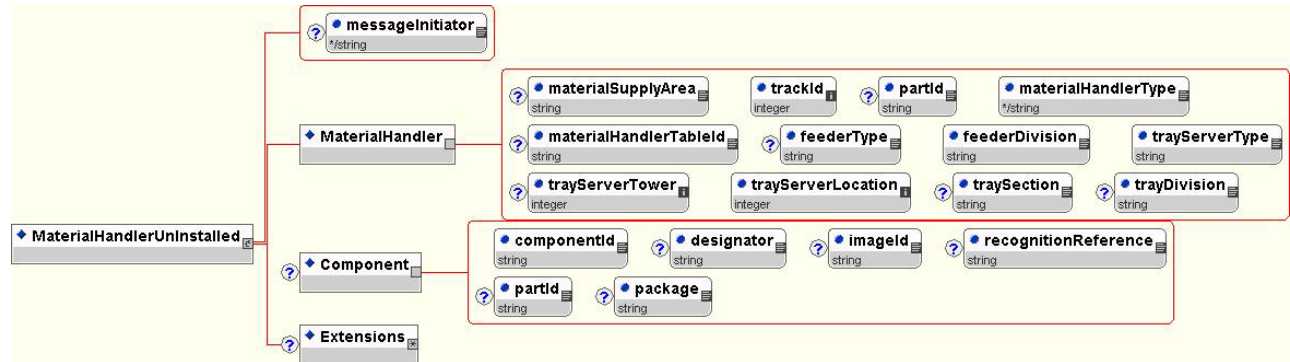 ? messageInitiator
*/string
? materialSupplyArea trackId ? partId materialHandlerType
string integer string */string
MaterialHandler ? materialHandlerTableId ? feederType feederDivision trayServerType
string string string string
? trayServerTower trayServerLocation ? traySection ? trayDivision
integer integer string string
MaterialHandlerUnInstalled
componentId ? designator ? imageId ? recognitionReference
string string string string
? Component
? partId ? package
string string
? Extensions